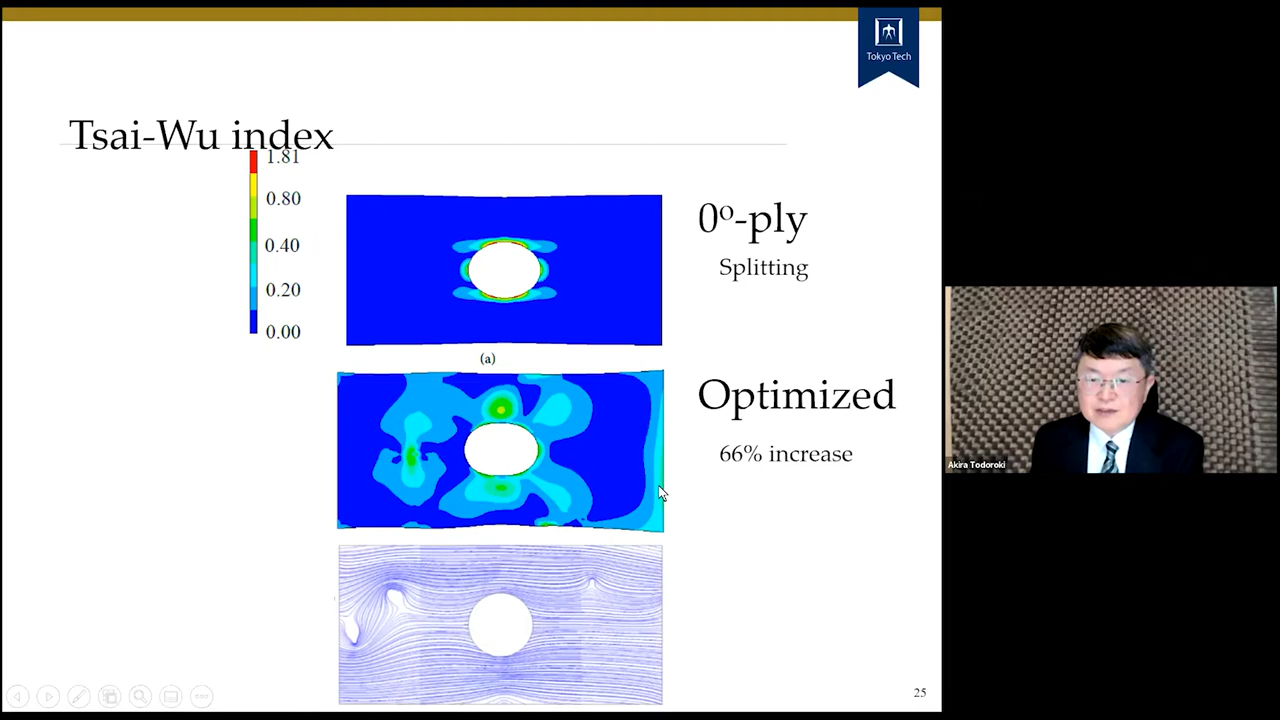 Tokyo Tech
Tsai-Wu index
1.81
0.80
0.40
0.20
0.00
0º-ply
Splitting
(a)
Optimized
66% increase
Akira Todoroki
25